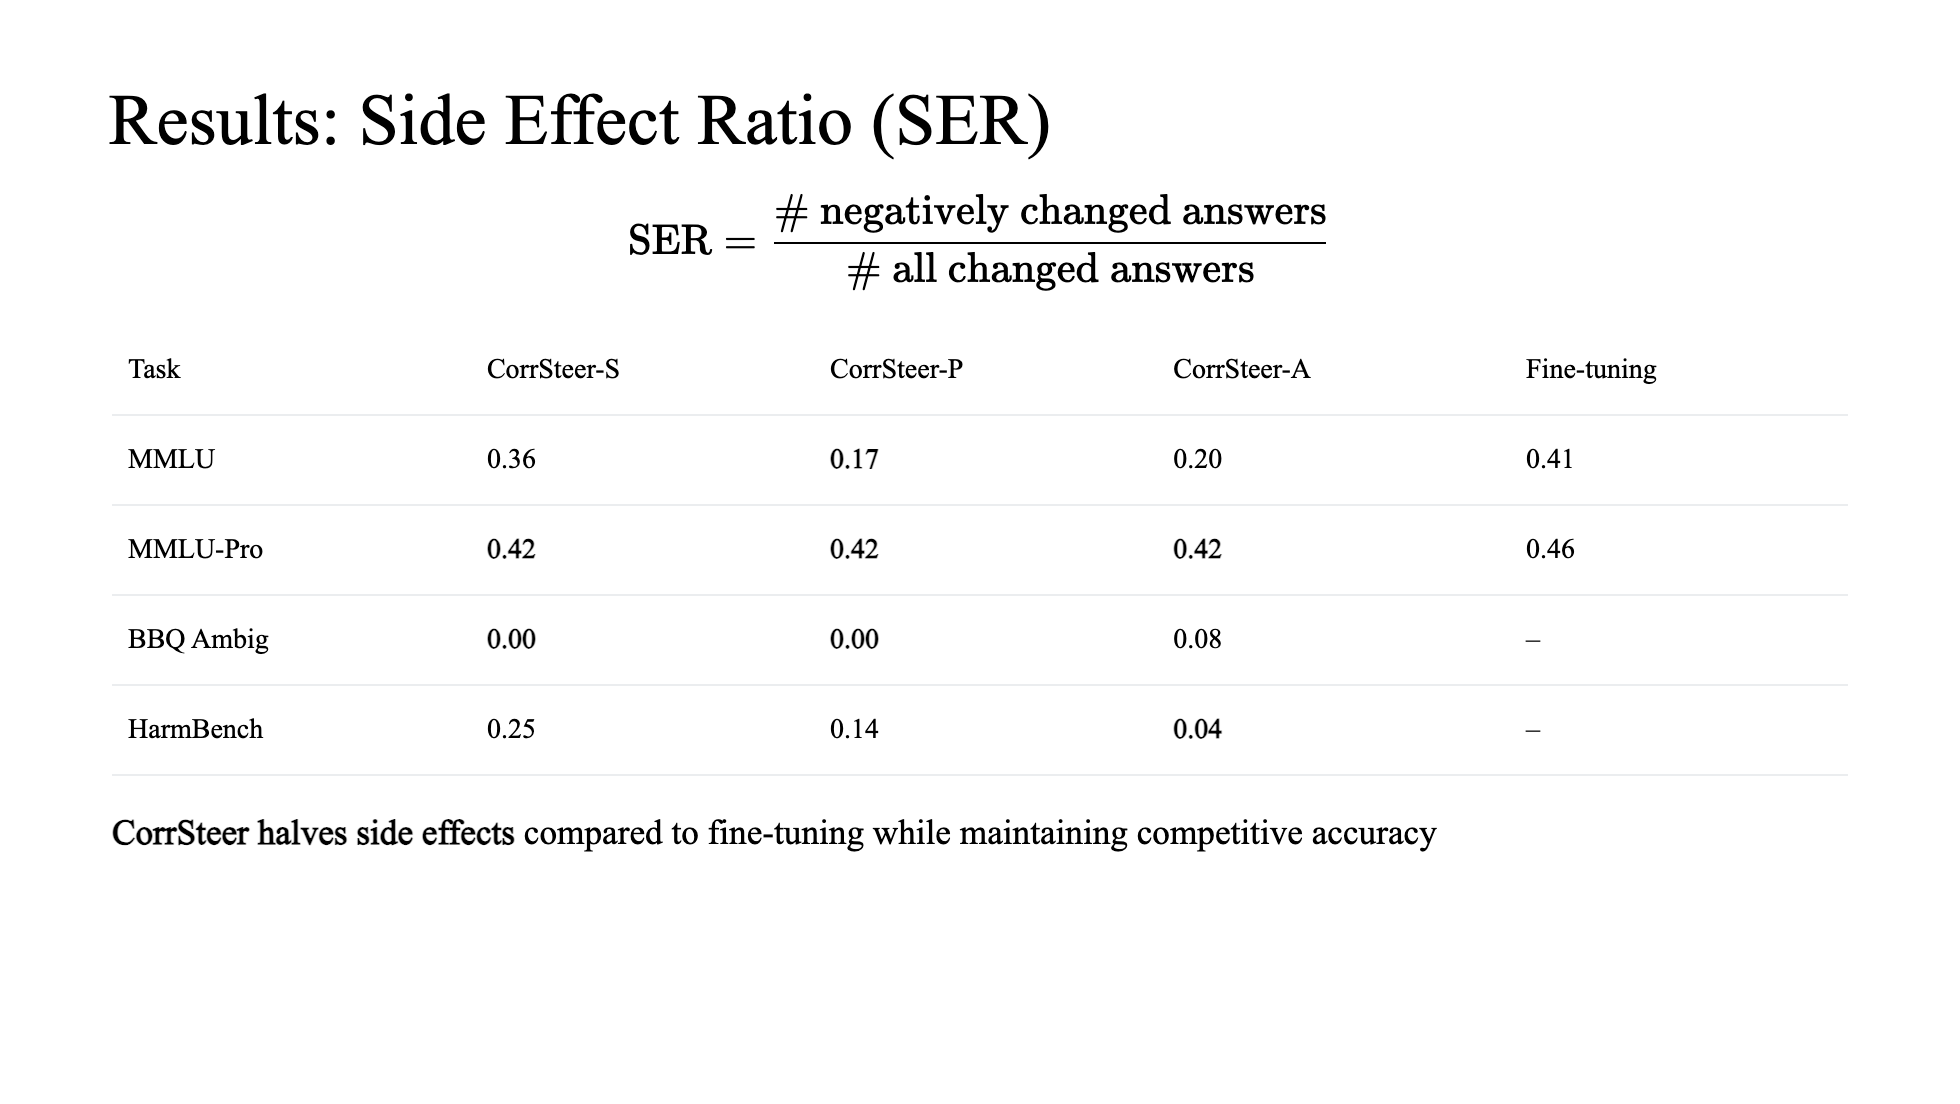 Results: Side Effect Ratio (SER)
SER = # negatively changed answers / # all changed answers
Task CorrSteer-S CorrSteer-P CorrSteer-A Fine-tuning
MMLU 0.36 0.17 0.20 0.41
MMLU-Pro 0.42 0.42 0.42 0.46
BBQ Ambig 0.00 0.00 0.08 –
HarmBench 0.25 0.14 0.04 –
CorrSteer halves side effects compared to fine-tuning while maintaining competitive accuracy